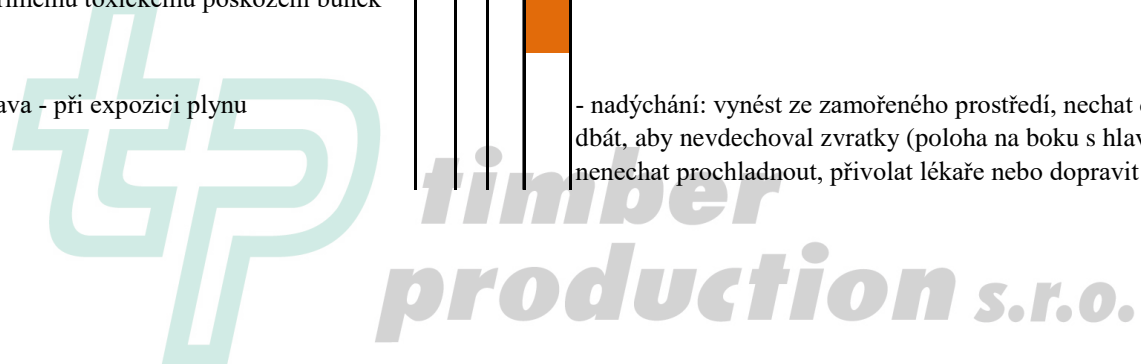 toxickému poškození buněk
ava - při expozici plynu
- nadýchání: vynést ze zamořeného prostředí, nechat
dbát, aby nevdechoval zvratky (poloha na boku s hlav
nenechat prochladnout, přivolat lékaře nebo dopravit
tp
timber
production s.r.o.